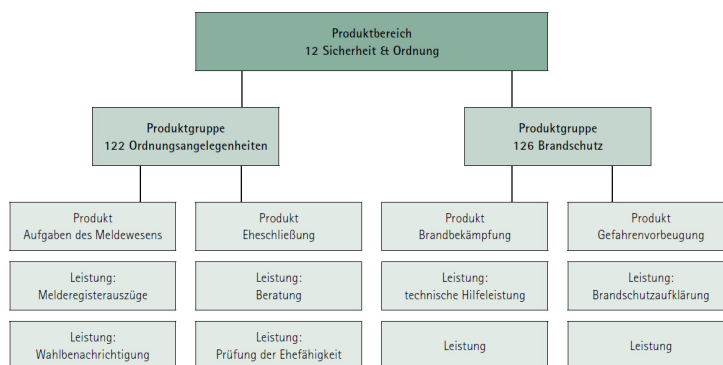 Produktbereich
12 Sicherheit & Ordnung
Produktgruppe
122 Ordnungsangelegenheiten
Produktgruppe
126 Brandschutz
Produkt
Aufgaben des Meldewesens
Produkt
Eheschließung
Produkt
Brandbekämpfung
Produkt
Gefahrenvorbeugung
Leistung:
Melderegisterauszüge
Leistung:
Beratung
Leistung:
technische Hilfeleistung
Leistung:
Brandschutzaufklärung
Leistung:
Wahlbenachrichtigung
Leistung:
Prüfung der Ehefähigkeit
Leistung
Leistung